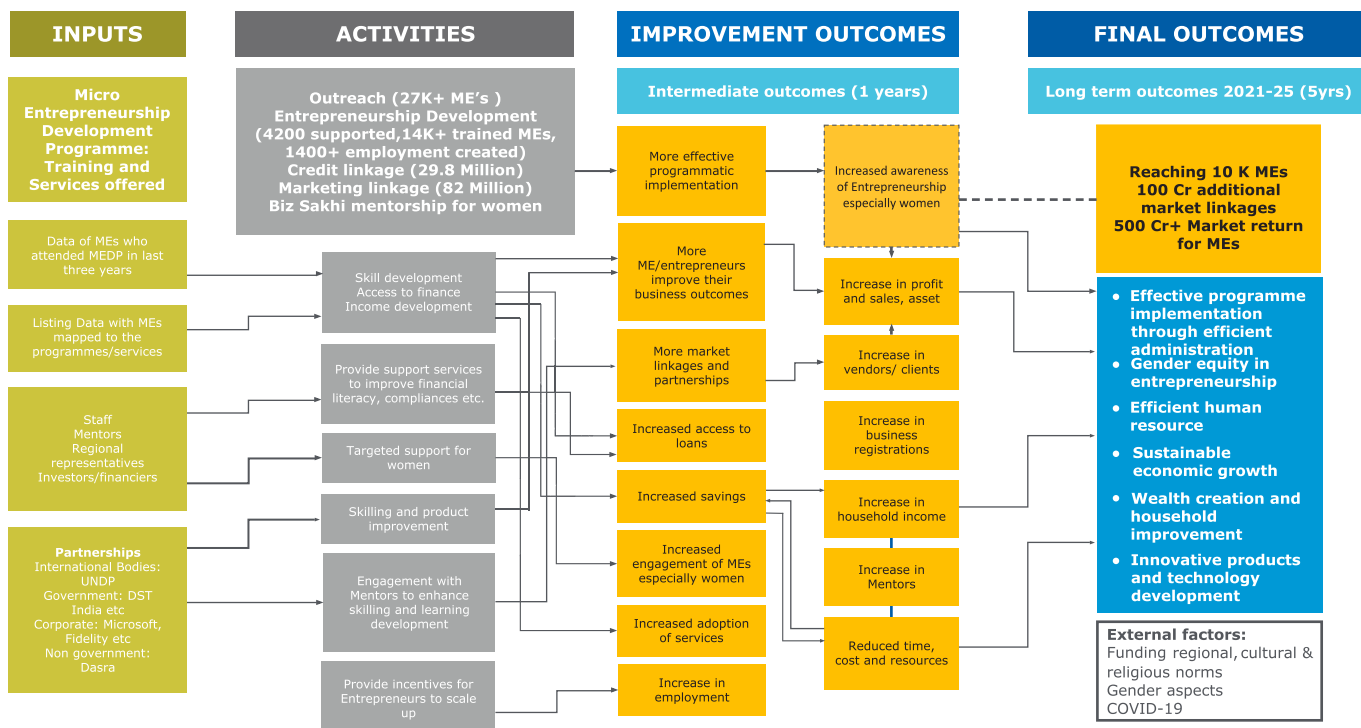 INPUTS
Micro
Entrepreneurship
Development
Programme:
Training and
Services offered
Data of MEs who
attended MEDP in last
three years
Listing Data with MEs
mapped to the
programmes/services
Staff
Mentors
Regional
representatives
Investors/financiers
Partnerships
International Bodies:
UNDP
Government: DST
India etc
Corporate: Microsoft,
Fidelity etc
Non government:
Dasra
ACTIVITIES
Outreach (27K+ ME's )
Entrepreneurship Development
(4200 supported,14K+ trained MEs,
1400+ employment created)
Credit linkage (29.8 Million)
Marketing linkage (82 Million)
Biz Sakhi mentorship for women
Skill development
Access to finance
Income development
Provide support services
to improve financial
literacy, compliances etc.
Targeted support for
women
Skilling and product
improvement
Engagement with
Mentors to enhance
skilling and learning
development
Provide incentives for
Entrepreneurs to scale
up
IMPROVEMENT OUTCOMES
Intermediate outcomes (1 years)
More effective
programmatic
implementation
More
ME/entrepreneurs
improve their
business outcomes
More market
linkages and
partnerships
Increased access to
loans
Increased savings
Increased
engagement of MEs
especially women
Increased adoption
of services
Increase in
employment
Increased awareness
of Entrepreneurship
especially women
Increase in profit
and sales, asset
Increase in
vendors/ clients
Increase in
business
registrations
Increase in
household income
Increase in
Mentors
Reduced time,
cost and resources
FINAL OUTCOMES
Long term outcomes 2021-25 (5yrs)
Reaching 10 K MEs
100 Cr additional
market linkages
500 Cr+ Market return
for MEs
• Effective programme
implementation
through efficient
administration
• Gender equity in
entrepreneurship
• Efficient human
resource
• Sustainable
economic growth
• Wealth creation and
household
improvement
• Innovative products
and technology
development
External factors:
Funding regional, cultural &
religious norms
Gender aspects
COVID-19